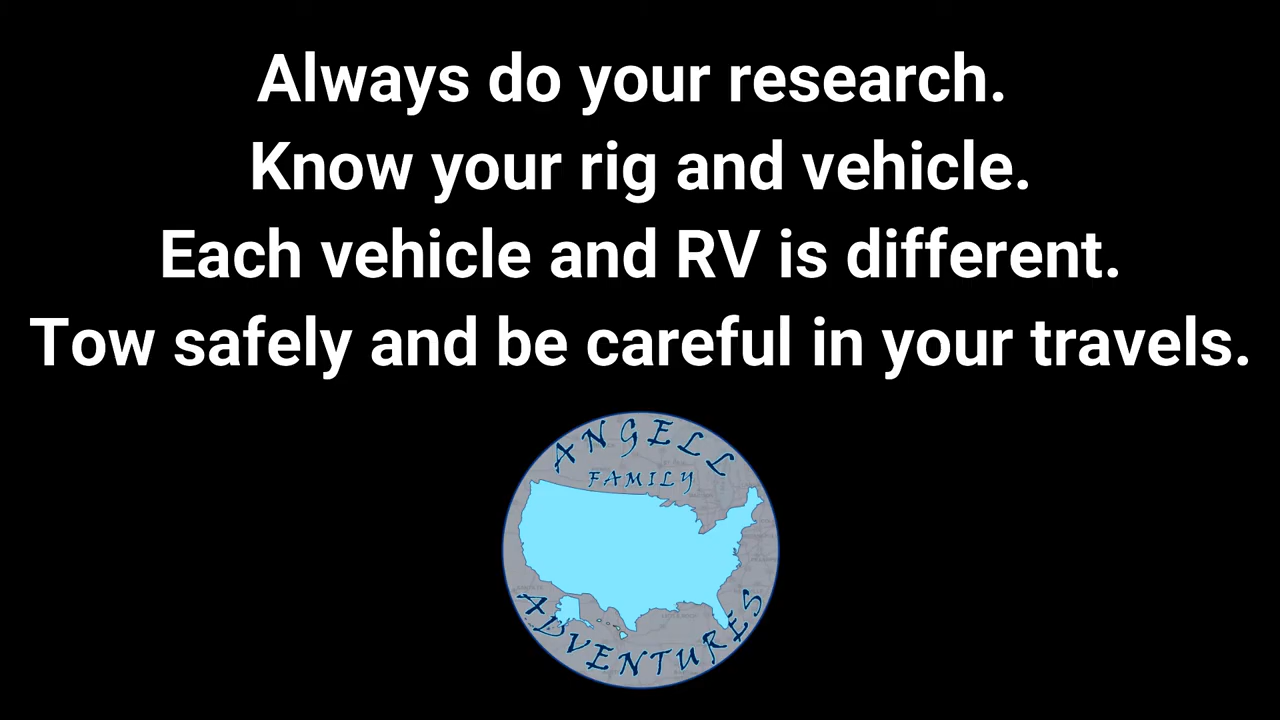 Always do your research.
Know your rig and vehicle.
Each vehicle and RV is different.
Tow safely and be careful in your travels.
ANGELL
FAMILY
ADVENTURES